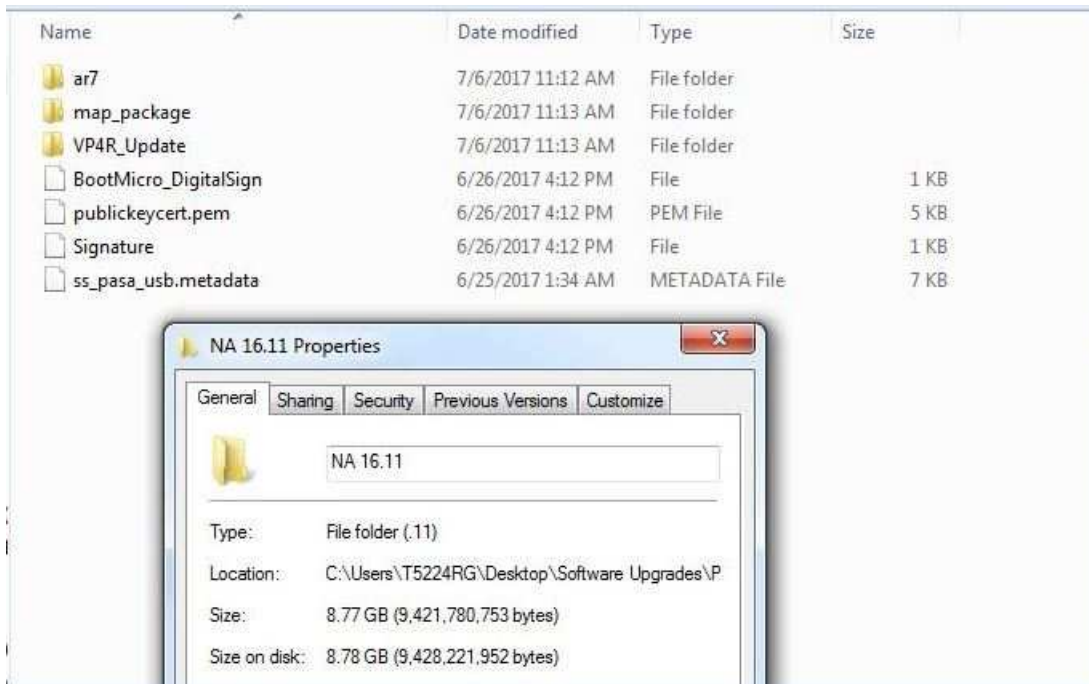 Name Date modified Type Size
ar7 7/6/2017 11:12 AM File folder
map_package 7/6/2017 11:13 AM File folder
VP4R_Update 7/6/2017 11:13 AM File folder
BootMicro_DigitalSign 6/26/2017 4:12 PM File 1 KB
publickeycert.pem 6/26/2017 4:12 PM PEM File 5 KB
Signature 6/26/2017 4:12 PM File 1 KB
ss_pasa_usb.metadata 6/25/2017 1:34 AM METADATA File 7 KB
NA 16.11 Properties
General Sharing Security Previous Versions Customize
NA 16.11
Type: File folder (.11)
Location: C:\Users\T5224RG\Desktop\Software Upgrades\P
Size: 8.77 GB (9,421,780,753 bytes)
Size on disk: 8.78 GB (9,428,221,952 bytes)